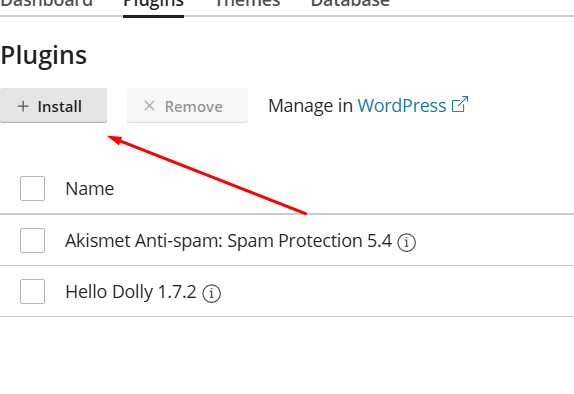 Dashboard Plugins Themes Database
Plugins
+ Install × Remove Manage in WordPress
Name
Akismet Anti-spam: Spam Protection 5.4
Hello Dolly 1.7.2